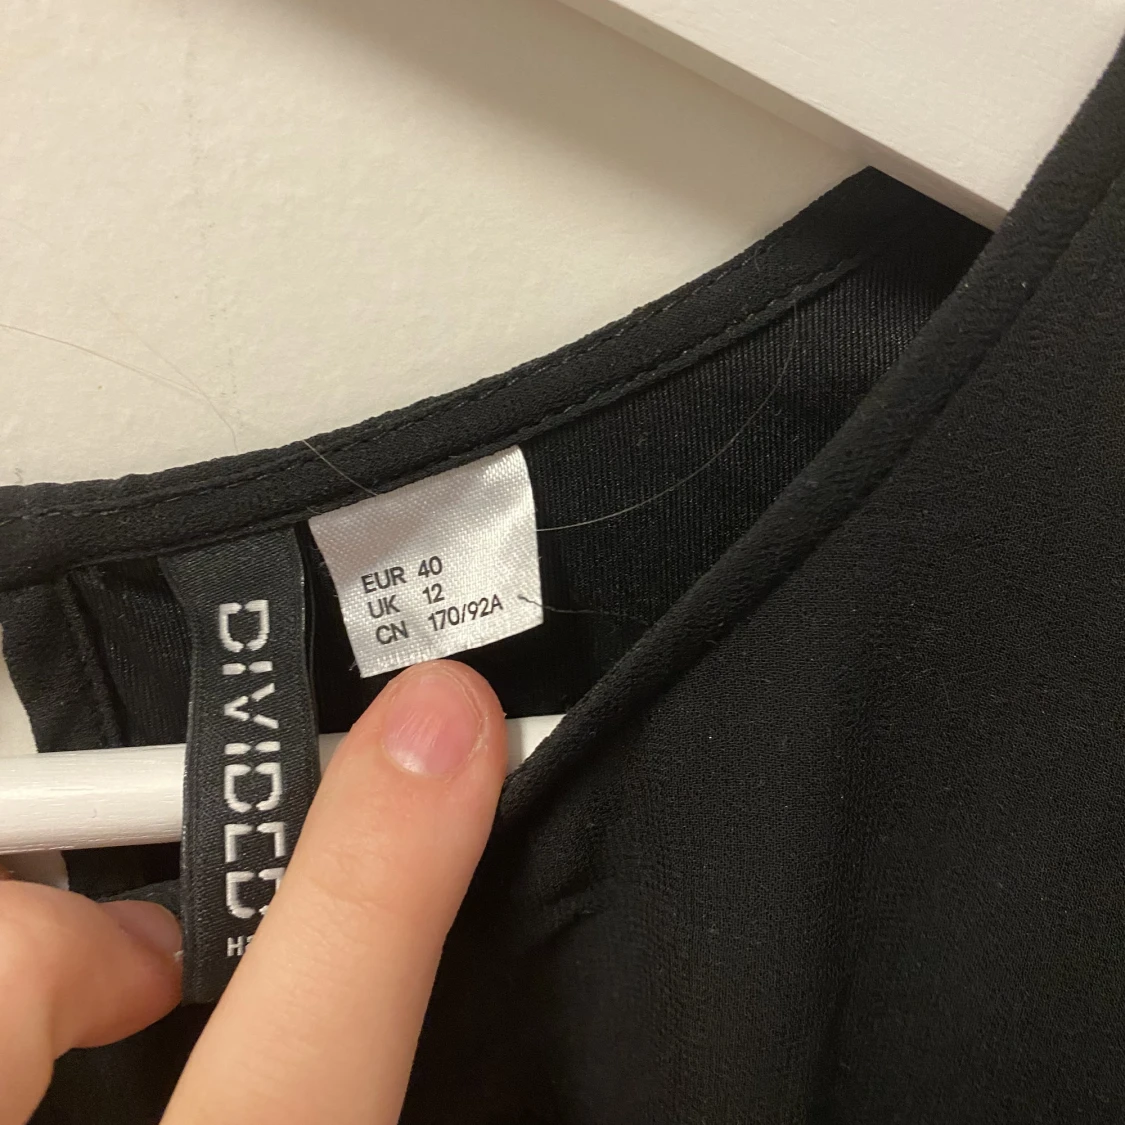 EUR 40
UK 12
CN 170/92A
DIVIDED